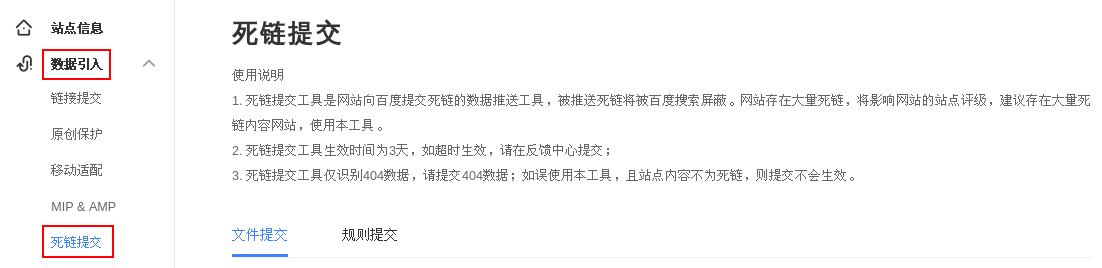 站点信息
数据引入
链接提交
原创保护
移动适配
MIP & AMP
死链提交
死链提交
使用说明
1. 死链提交工具是网站向百度提交死链的数据推送工具，被推送死链将被百度搜索屏蔽。网站存在大量死链，将影响网站的站点评级，建议存在大量死
链内容网站，使用本工具。
2. 死链提交工具生效时间为3天，如超时生效，请在反馈中心提交；
3. 死链提交工具仅识别404数据，请提交404数据；如误使用本工具，且站点内容不为死链，则提交不会生效。
文件提交 规则提交